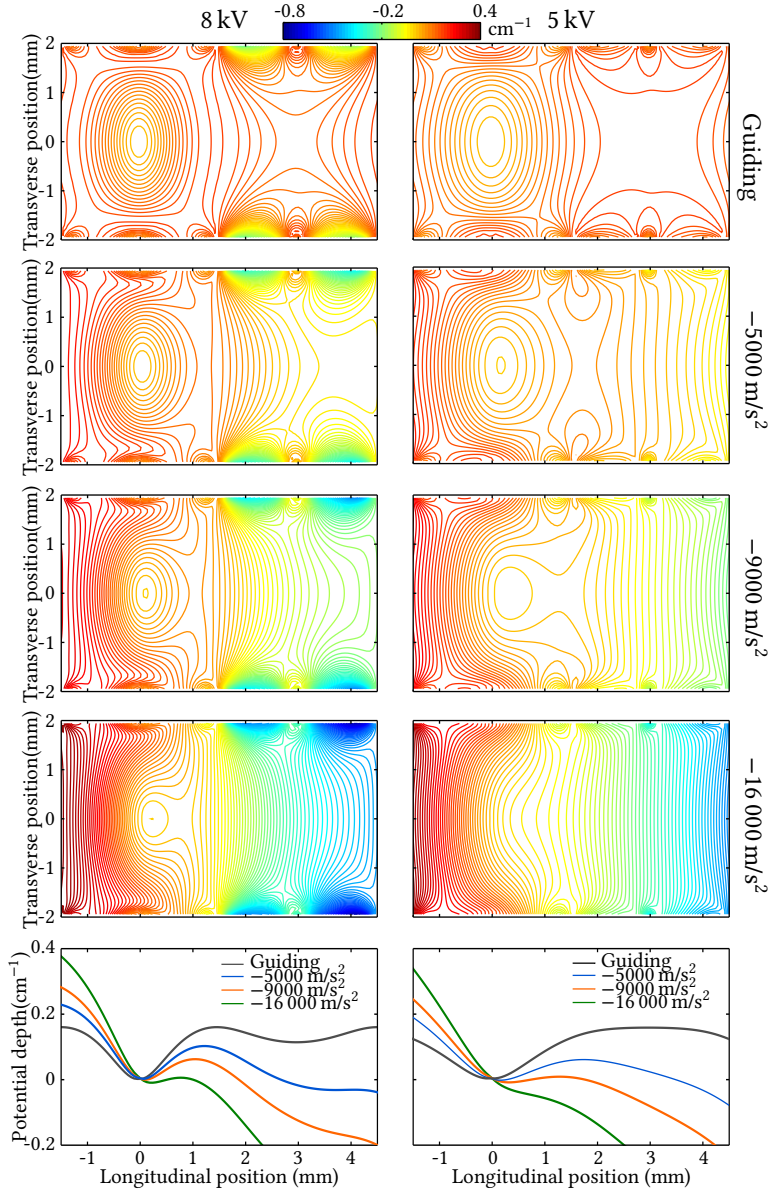 8 kV -0.8 -0.2 0.4 cm⁻¹ 5 kV
2
1
0
-1
-2
Transverse position(mm)
Guiding
2
1
0
-1
-2
Transverse position(mm)
−5000 m/s²
2
1
0
-1
-2
Transverse position(mm)
−9000 m/s²
2
1
0
-1
-2
Transverse position(mm)
−16 000 m/s²
0.4
0.2
0
-0.2
Potential depth(cm⁻¹)
Guiding
−5000 m/s²
−9000 m/s²
−16 000 m/s²
-1 0 1 2 3 4
Longitudinal position (mm)
Guiding
−5000 m/s²
−9000 m/s²
−16 000 m/s²
-1 0 1 2 3 4
Longitudinal position (mm)